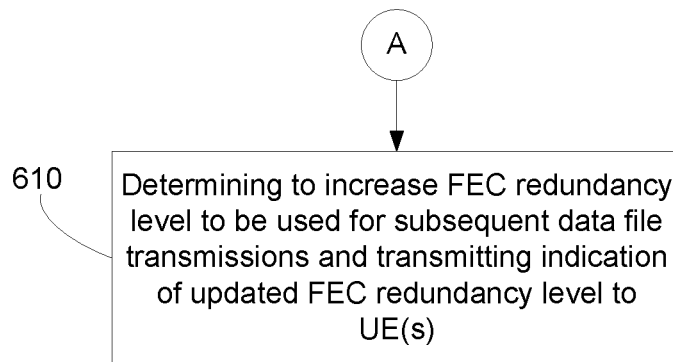 A
610
Determining to increase FEC redundancy
level to be used for subsequent data file
transmissions and transmitting indication
of updated FEC redundancy level to
UE(s)